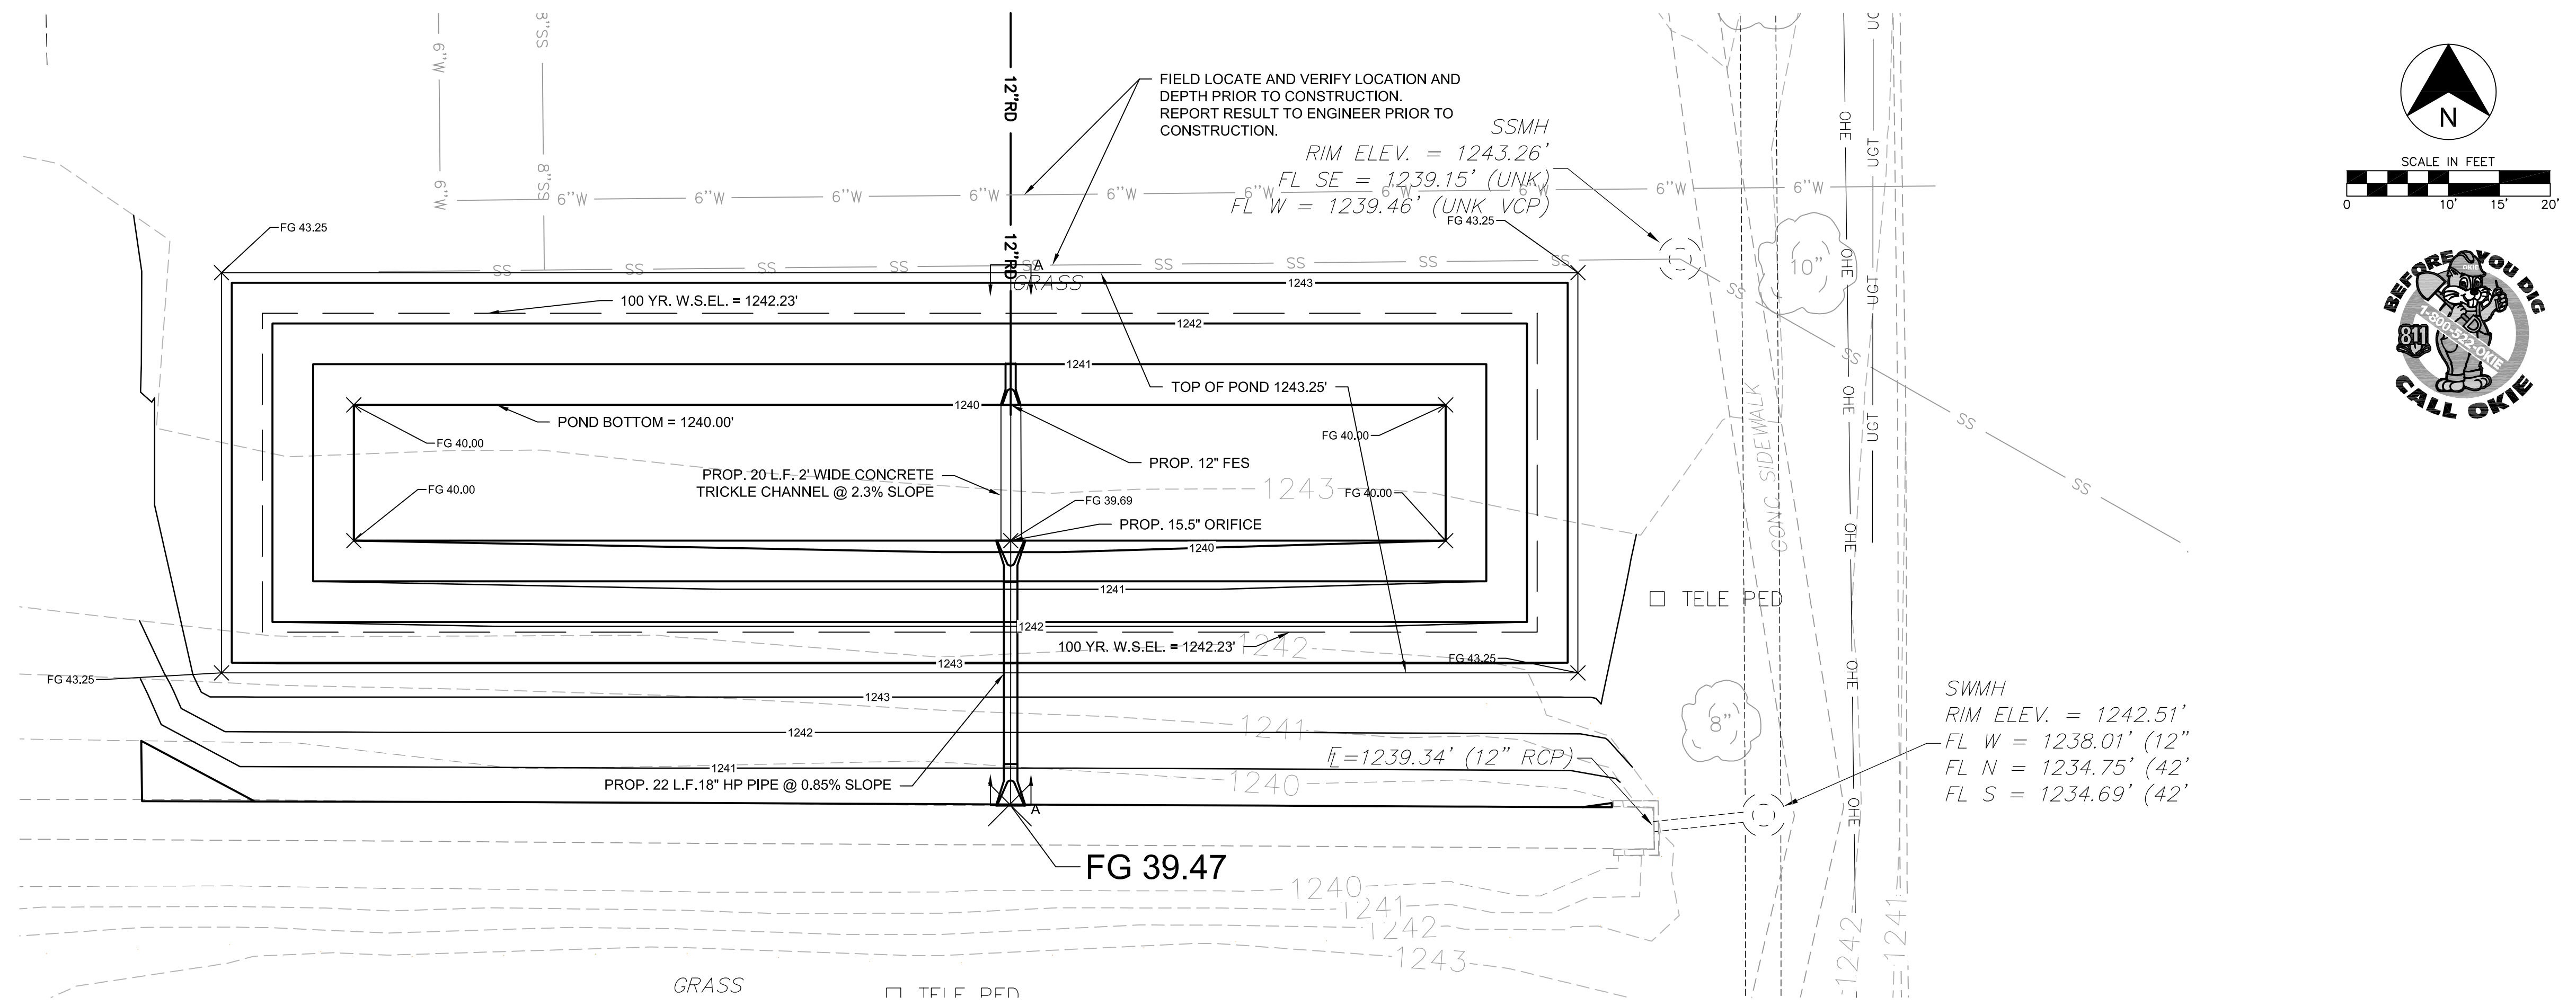 8"SS
6"W
12"RD
FIELD LOCATE AND VERIFY LOCATION AND
DEPTH PRIOR TO CONSTRUCTION.
REPORT RESULT TO ENGINEER PRIOR TO
CONSTRUCTION.
SSMH
RIM ELEV. = 1243.26'
FL SE = 1239.15' (UNK)
FL W = 1239.46' (UNK VCP)
6"W
8"SS
6"W
6"W
6"W
6"W
6"W
6"W
6"W
6"W
6"W
6"W
6"W
12"RD
FG 43.25
FG 43.25
SS
SS
SS
SS
SS
SS
SS
SS
SS
A
GRASS
1243
100 YR. W.S.EL. = 1242.23'
1242
1241
TOP OF POND 1243.25'
1240
POND BOTTOM = 1240.00'
FG 40.00
FG 40.00
PROP. 12" FES
PROP. 20 L.F. 2' WIDE CONCRETE
TRICKLE CHANNEL @ 2.3% SLOPE
FG 40.00
1243
FG 40.00
FG 39.69
PROP. 15.5" ORIFICE
1240
1241
1242
100 YR. W.S.EL. = 1242.23'
1242
1243
FG 43.25
FG 43.25
1243
1241
1242
1241
1240
PROP. 22 L.F.18" HP PIPE @ 0.85% SLOPE
FL=1239.34' (12" RCP)
A
FG 39.47
1240
1241
1242
1243
GRASS
TELE PED
TELE PED
10"
8"
SS
SS
SS
SS
CONC. SIDEWALK
OHE
OHE
OHE
OHE
OHE
OHE
OHE
OHE
UGT
UGT
UGT
1242
1241
SWMH
RIM ELEV. = 1242.51'
FL W = 1238.01' (12"
FL N = 1234.75' (42'
FL S = 1234.69' (42'
N
SCALE IN FEET
0 10' 15' 20'
BEFORE YOU DIG
OKIE
811
1-800-522-OKIE
CALL OKIE